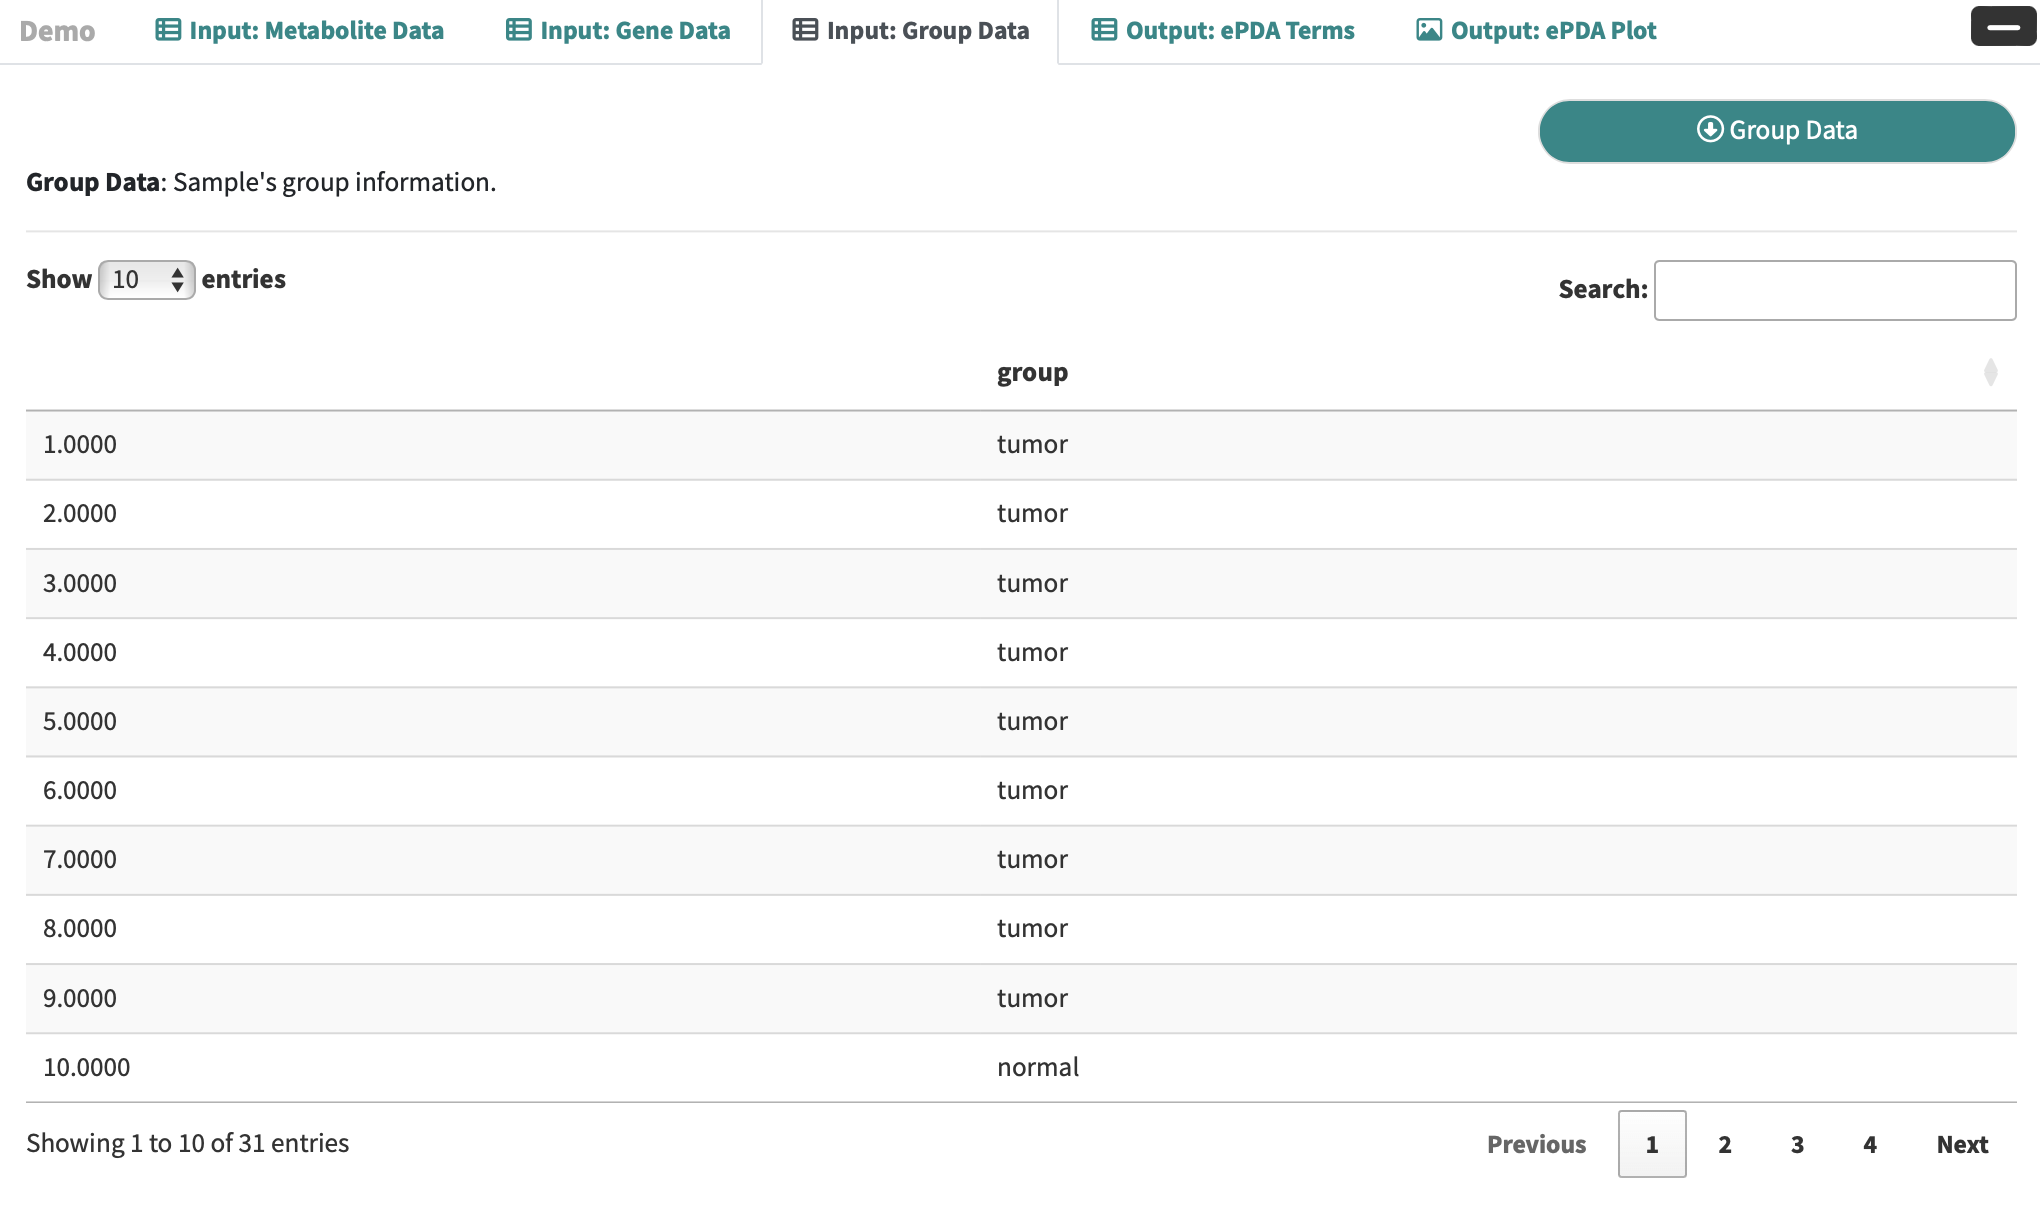 Demo Input: Metabolite Data Input: Gene Data Input: Group Data Output: ePDA Terms Output: ePDA Plot
Group Data
Group Data: Sample's group information.
Show 10 entries
Search:
group
1.0000 tumor
2.0000 tumor
3.0000 tumor
4.0000 tumor
5.0000 tumor
6.0000 tumor
7.0000 tumor
8.0000 tumor
9.0000 tumor
10.0000 normal
Showing 1 to 10 of 31 entries Previous 1 2 3 4 Next